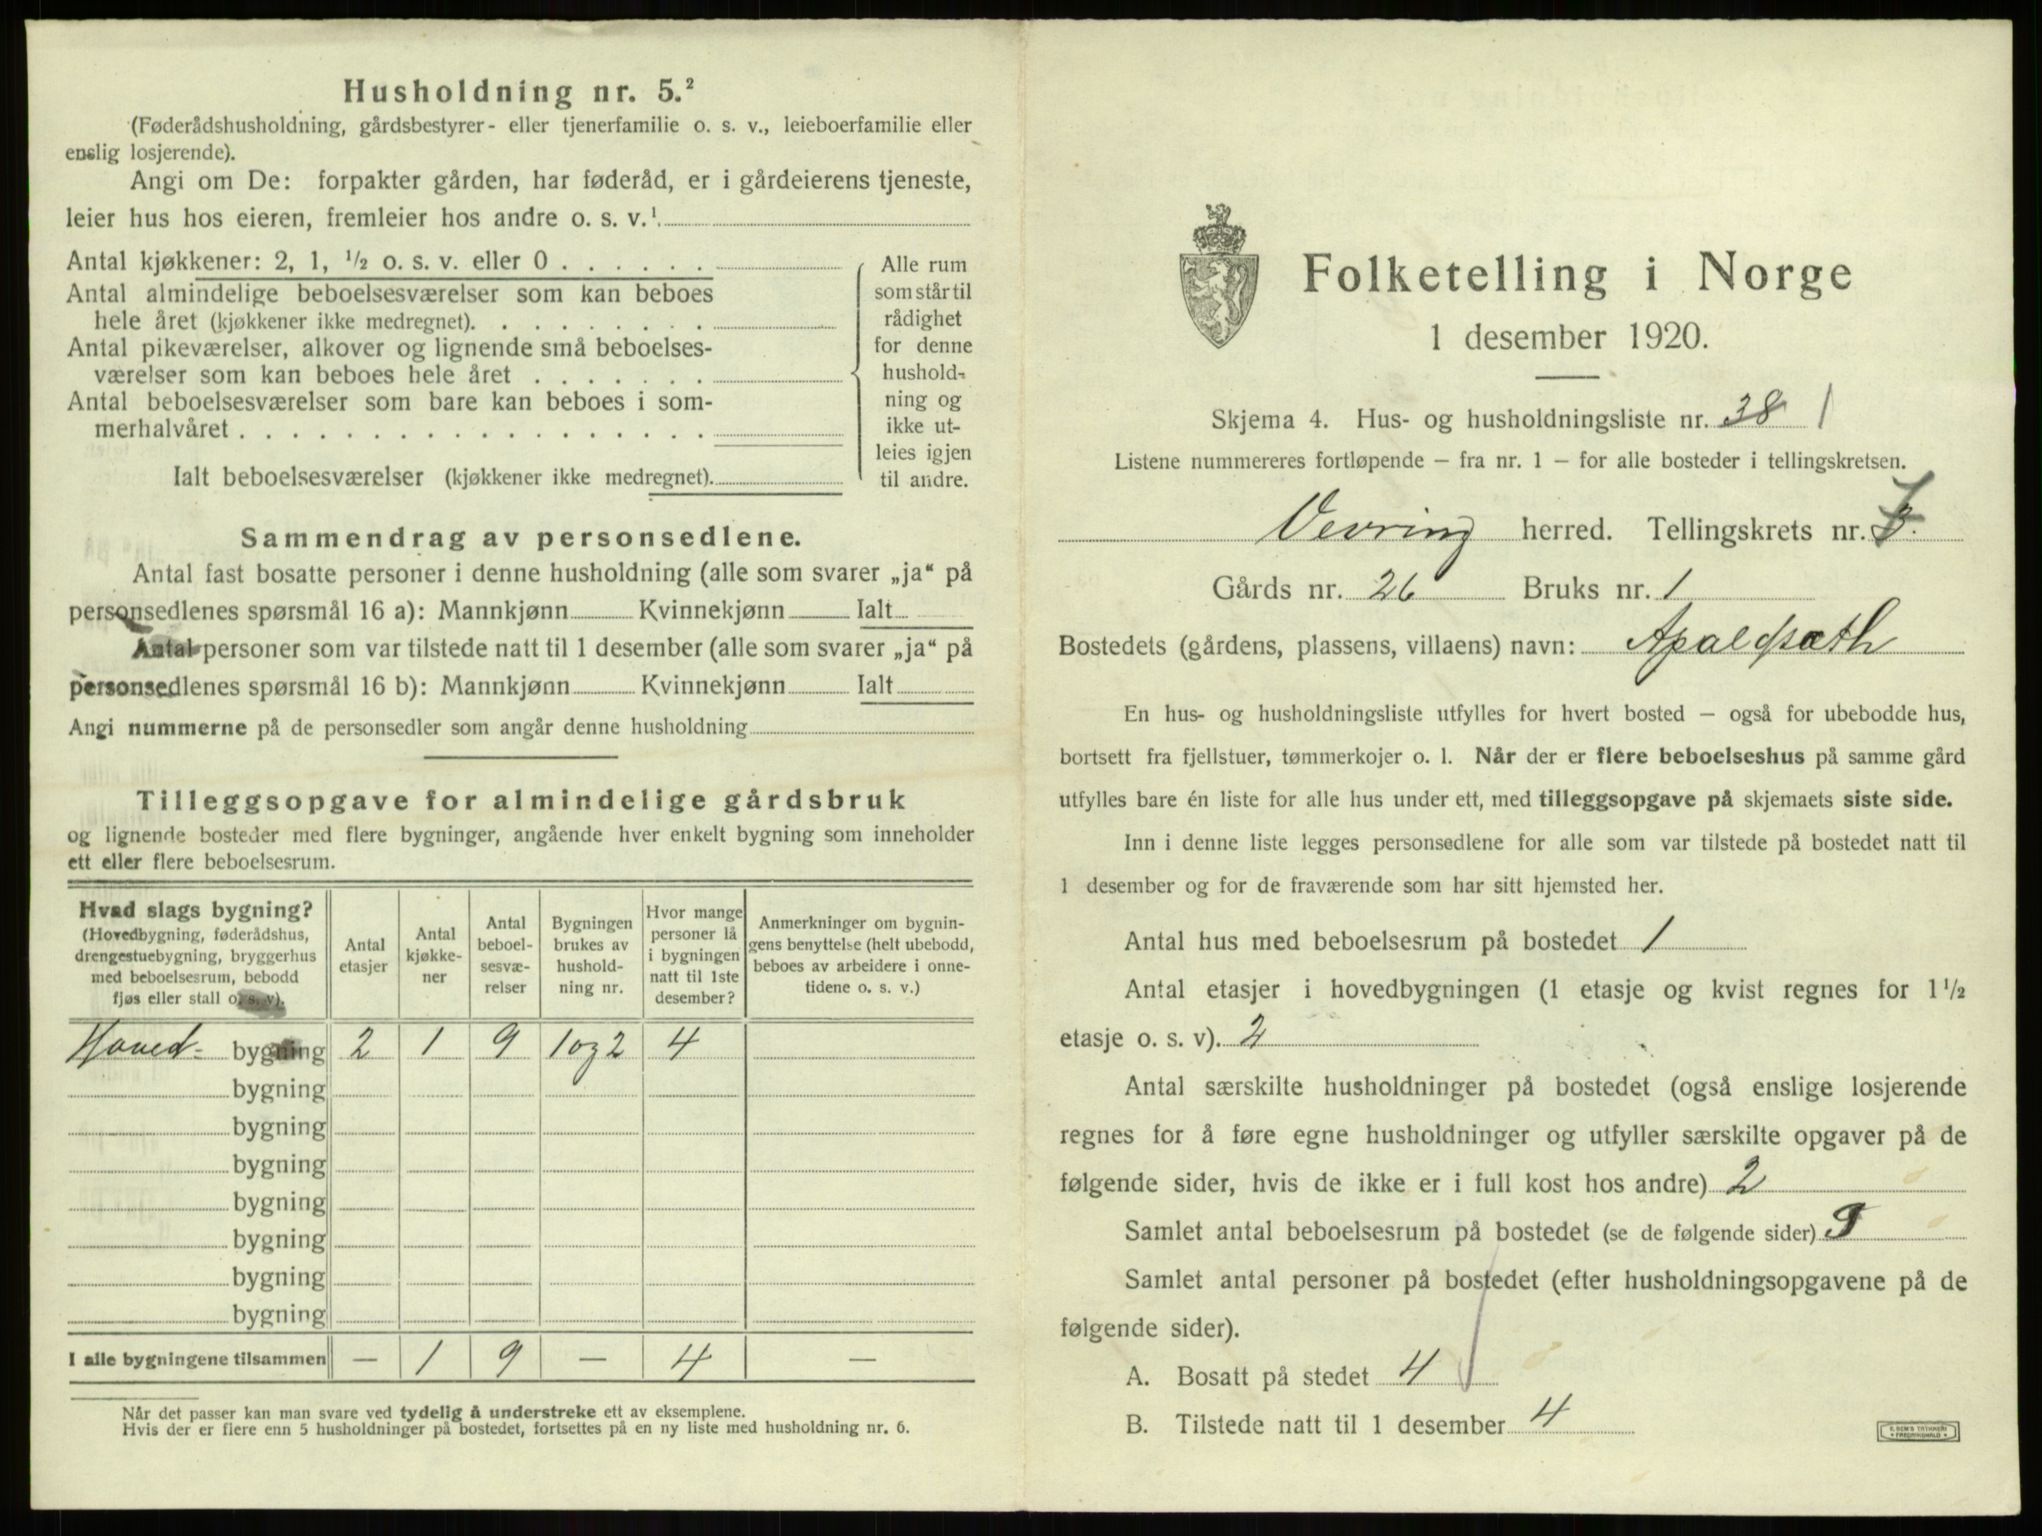 Husholdning nr. 5.²
(Føderådshusholdning, gårdsbestyrer- eller tjenerfamilie o. s. v., leieboerfamilie eller
enslig losjerende).
Angi om De: forpakter gården, har føderåd, er i gårdeierens tjeneste,
leier hus hos eieren, fremleier hos andre o. s. v.¹
Antal kjøkkener: 2, 1, ½ o. s. v. eller 0 . . . . . .
Antal almindelige beboelsesværelser som kan beboes
hele året (kjøkkener ikke medregnet). . . . . . . . .
Antal pikeværelser, alkover og lignende små beboelses-
værelser som kan beboes hele året . . . . . . .
Antal beboelsesværelser som bare kan beboes i som-
merhalvåret . . . . . . . . . . . . . . . . . .
Ialt beboelsesværelser (kjøkkener ikke medregnet).
Alle rum
som står til
rådighet
for denne
hushold-
ning og
ikke ut-
leies igjen
til andre.
Sammendrag av personsedlene.
Antal fast bosatte personer i denne husholdning (alle som svarer „ja“ på
personsedlenes spørsmål 16 a): Mannkjønn Kvinnekjønn Ialt
Antal personer som var tilstede natt til 1 desember (alle som svarer „ja“ på
personsedlenes spørsmål 16 b): Mannkjønn Kvinnekjønn Ialt
Angi nummerne på de personsedler som angår denne husholdning
Tilleggsopgave for almindelige gårdsbruk
og lignende bosteder med flere bygninger, angående hver enkelt bygning som inneholder
ett eller flere beboelsesrum.
Hvad slags bygning?
(Hovedbygning, føderådshus,
drengestuebygning, bryggerhus
med beboelsesrum, bebodd
fjøs eller stall o. s. v).
Antal
etasjer
Antal
kjøkke-
ner
Antal
beboel-
sesvæ-
relser
Bygningen
brukes av
hushold-
ning nr.
Hvor mange
personer lå
i bygningen
natt til 1ste
desember?
Anmerkninger om bygnin-
gens benyttelse (helt ubebodd,
beboes av arbeidere i onne-
tidene o. s. v.)
Hoved- bygning 2 1 9 1 og 2 4
bygning
bygning
bygning
bygning
bygning
bygning
bygning
I alle bygningene tilsammen — 1 9 — 4 —
Når det passer kan man svare ved tydelig å understreke ett av eksemplene.
Hvis der er flere enn 5 husholdninger på bostedet, fortsettes på en ny liste med husholdning nr. 6.
Folketelling i Norge
1 desember 1920.
Skjema 4. Hus- og husholdningsliste nr. 38 1
Listene nummereres fortløpende — fra nr. 1 — for alle bosteder i tellingskretsen.
Vevring herred. Tellingskrets nr. 3.
Gårds nr. 26 Bruks nr. 1
Bostedets (gårdens, plassens, villaens) navn: Apaldsæth
En hus- og husholdningsliste utfylles for hvert bosted — også for ubebodde hus,
bortsett fra fjellstuer, tømmerkojer o. l. Når der er flere beboelseshus på samme gård
utfylles bare én liste for alle hus under ett, med tilleggsopgave på skjemaets siste side.
Inn i denne liste legges personsedlene for alle som var tilstede på bostedet natt til
1 desember og for de fraværende som har sitt hjemsted her.
Antal hus med beboelsesrum på bostedet 1
Antal etasjer i hovedbygningen (1 etasje og kvist regnes for 1½
etasje o. s. v). 2
Antal særskilte husholdninger på bostedet (også enslige losjerende
regnes for å føre egne husholdninger og utfyller særskilte opgaver på de
følgende sider, hvis de ikke er i full kost hos andre) 2
Samlet antal beboelsesrum på bostedet (se de følgende sider) 9
Samlet antal personer på bostedet (efter husholdningsopgavene på de
følgende sider).
A. Bosatt på stedet 4
B. Tilstede natt til 1 desember 4